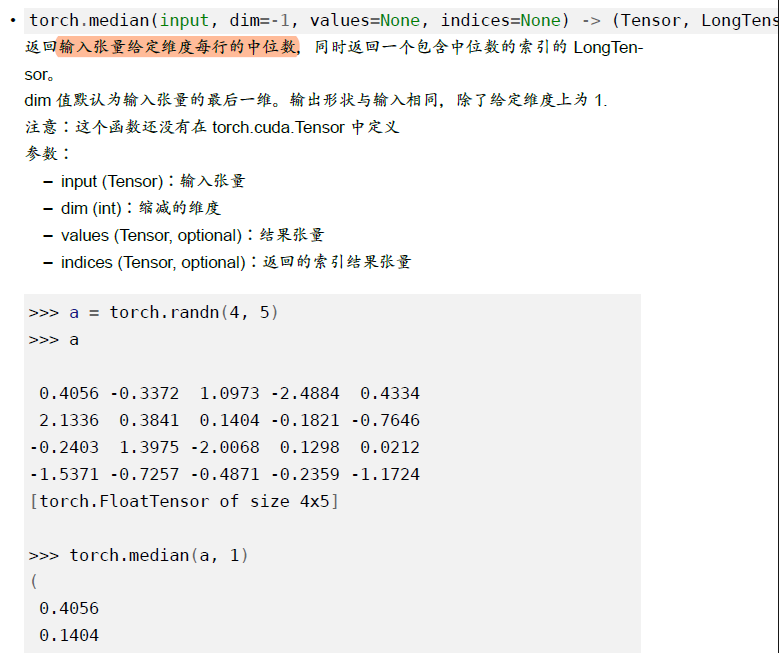 • torch.median(input, dim=-1, values=None, indices=None) -> (Tensor, LongTens
返回输入张量给定维度每行的中位数，同时返回一个包含中位数的索引的 LongTen-
sor。
dim 值默认为输入张量的最后一维。输出形状与输入相同，除了给定维度上为 1.
注意：这个函数还没有在 torch.cuda.Tensor 中定义
参数：
– input (Tensor)：输入张量
– dim (int)：缩减的维度
– values (Tensor, optional)：结果张量
– indices (Tensor, optional)：返回的索引结果张量
>>> a = torch.randn(4, 5)
>>> a
0.4056 -0.3372 1.0973 -2.4884 0.4334
2.1336 0.3841 0.1404 -0.1821 -0.7646
-0.2403 1.3975 -2.0068 0.1298 0.0212
-1.5371 -0.7257 -0.4871 -0.2359 -1.1724
[torch.FloatTensor of size 4x5]
>>> torch.median(a, 1)
(
0.4056
0.1404